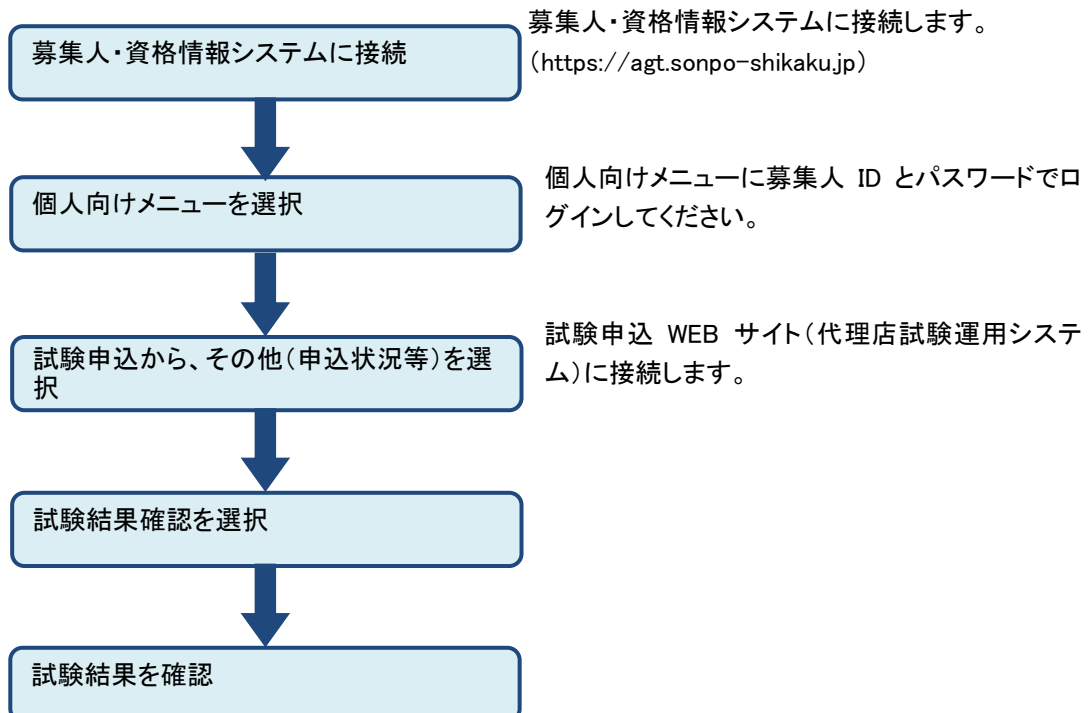 募集人・資格情報システムに接続
募集人・資格情報システムに接続します。
（https://agt.sonpo-shikaku.jp）
個人向けメニューを選択
個人向けメニューに募集人 ID とパスワードでロ
グインしてください。
試験申込から、その他（申込状況等）を選
択
試験申込 WEB サイト（代理店試験運用システ
ム）に接続します。
試験結果確認を選択
試験結果を確認